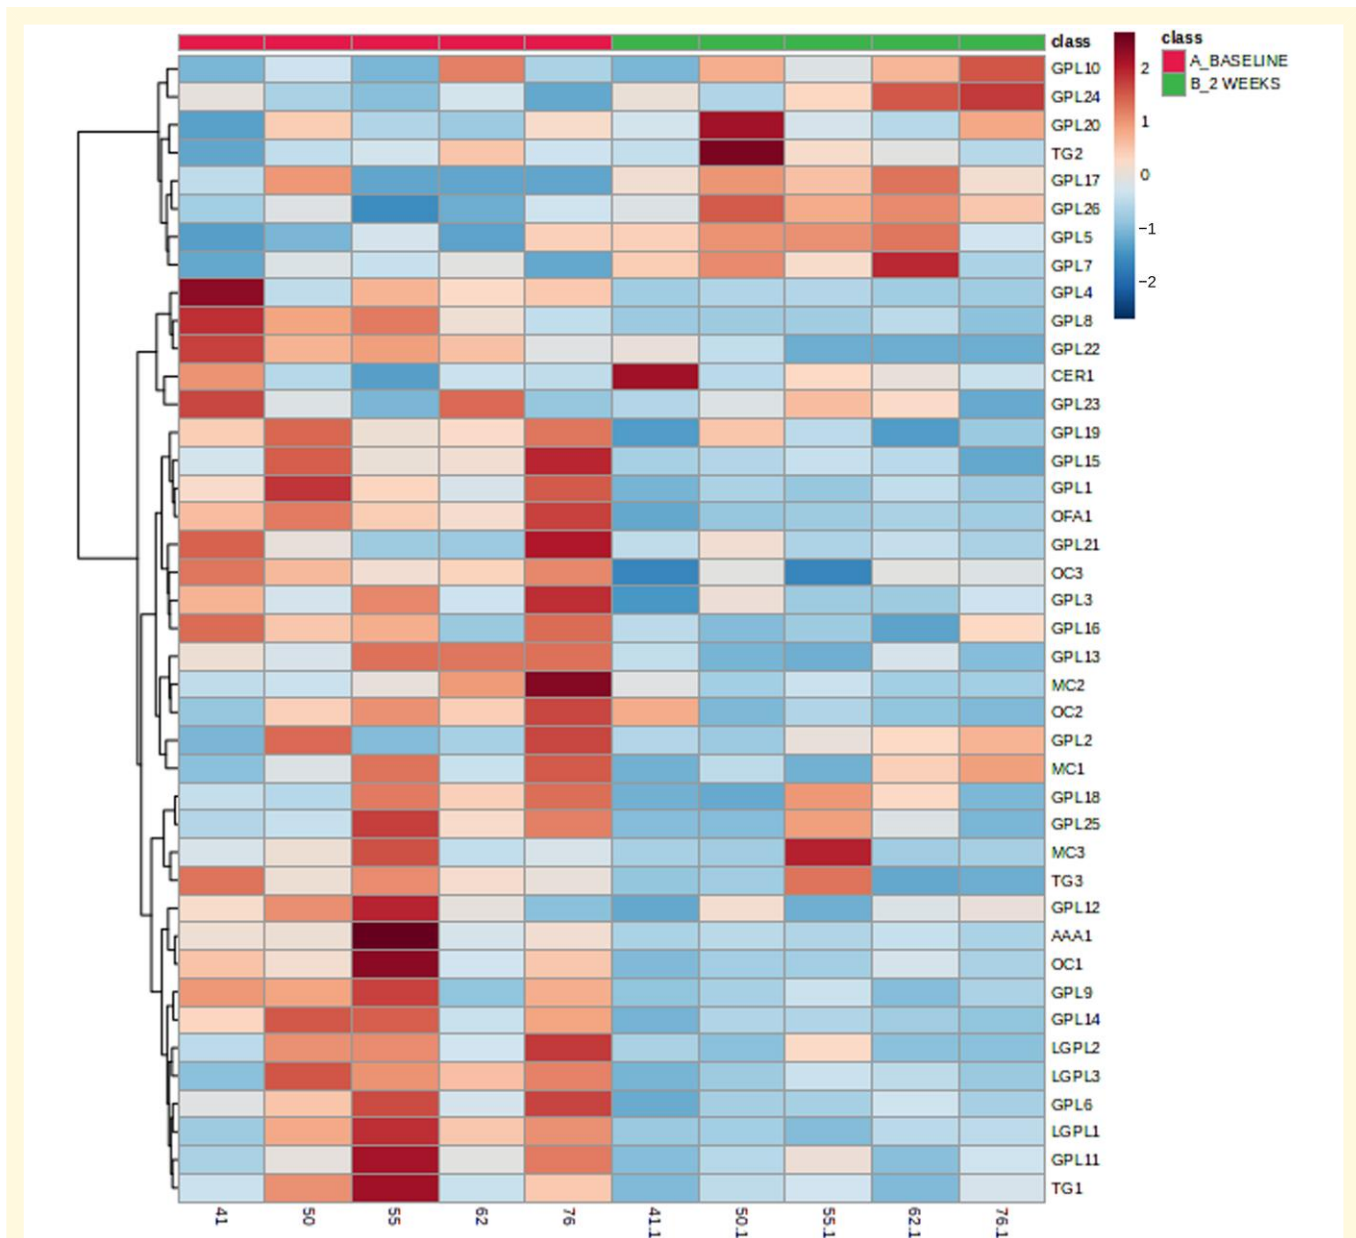 class
GPL10
GPL24
GPL20
TG2
GPL17
GPL26
GPL5
GPL7
GPL4
GPL8
GPL22
CER1
GPL23
GPL19
GPL15
GPL1
OFA1
GPL21
OC3
GPL3
GPL16
GPL13
MC2
OC2
GPL2
MC1
GPL18
GPL25
MC3
TG3
GPL12
AAA1
OC1
GPL9
GPL14
LGPL2
LGPL3
GPL6
LGPL1
GPL11
TG1
2
1
0
−1
−2
class
A_BASELINE
B_2 WEEKS
41
50
55
62
76
41.1
50.1
55.1
62.1
76.1